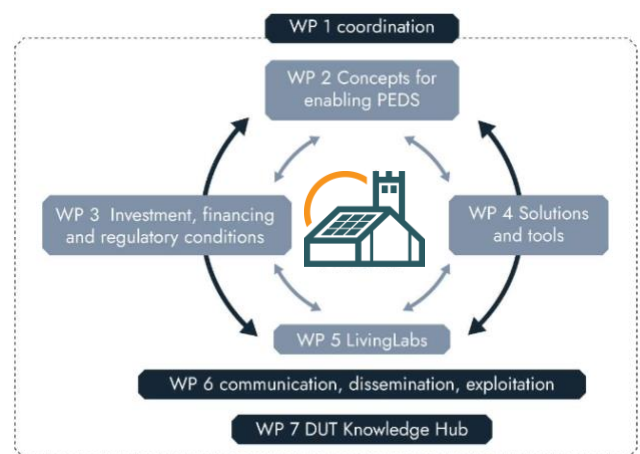 WP 1 coordination
WP 2 Concepts for
enabling PEDS
WP 3 Investment, financing
and regulatory conditions
WP 4 Solutions
and tools
WP 5 LivingLabs
WP 6 communication, dissemination, exploitation
WP 7 DUT Knowledge Hub